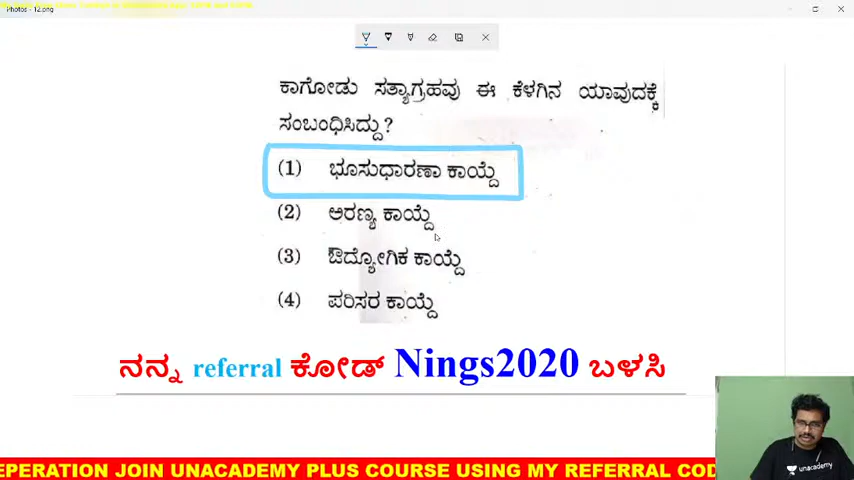 Photos - 12.png
ಕಾಗೋಡು ಸತ್ಯಾಗ್ರಹವು ಈ ಕೆಳಗಿನ ಯಾವುದಕ್ಕೆ
ಸಂಬಂಧಿಸಿದ್ದು?
(1) ಭೂಸುಧಾರಣಾ ಕಾಯ್ದೆ
(2) ಅರಣ್ಯ ಕಾಯ್ದೆ
(3) ಔದ್ಯೋಗಿಕ ಕಾಯ್ದೆ
(4) ಪರಿಸರ ಕಾಯ್ದೆ
ನನ್ನ referral ಕೋಡ್ Nings2020 ಬಳಸಿ
unacademy
EPERATION JOIN UNACADEMY PLUS COURSE USING MY REFERRAL COD